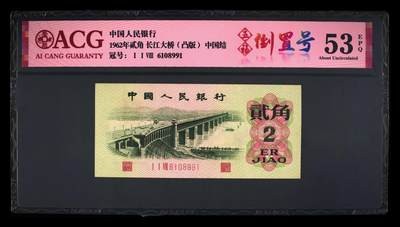 ACG
AI CANG GUARANTY
中国人民银行
1962年贰角 长江大桥（凸版） 中国结
冠号： I I VIII 6108991
倒置号
53 EPQ
About Uncirculated
中国人民银行
贰角
2
ER
JIAO
I I VIII 6108991